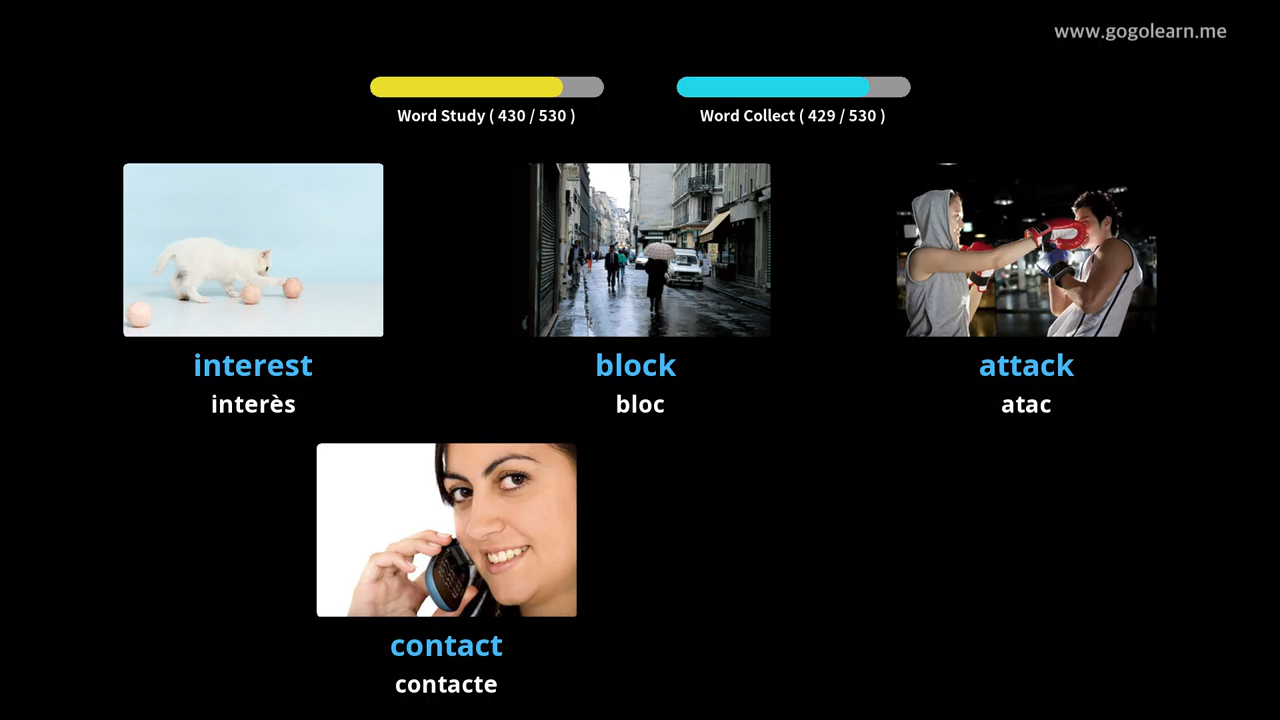 www.gogolearn.me
Word Study ( 430 / 530 )
Word Collect ( 429 / 530 )
interest
interès
block
bloc
attack
atac
contact
contacte